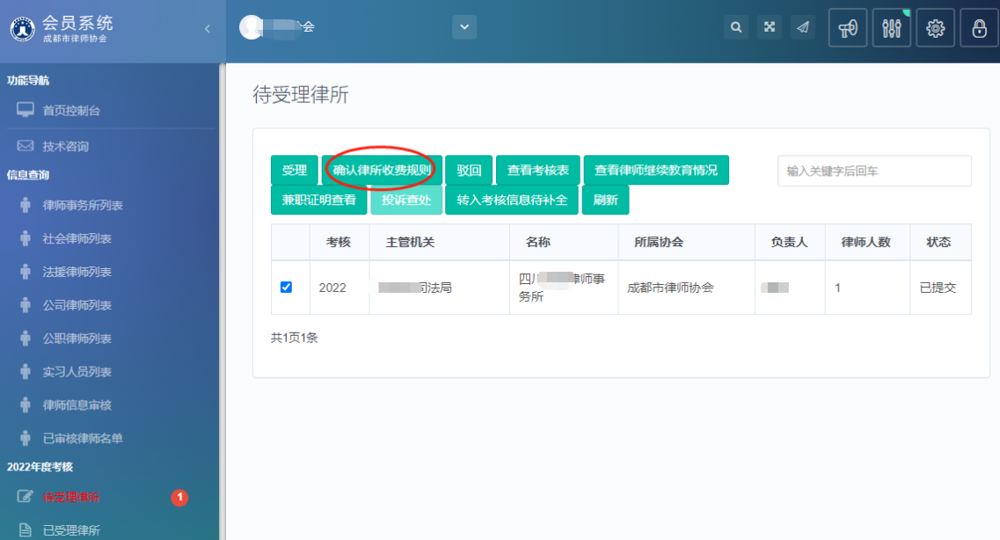 会员系统
成都市律师协会
会
功能导航
首页控制台
技术咨询
信息查询
律师事务所列表
社会律师列表
法援律师列表
公司律师列表
公职律师列表
实习人员列表
律师信息审核
已审核律师名单
2022年度考核
待受理律所 1
已受理律所
待受理律所
受理 确认律所收费规则 驳回 查看考核表 查看律师继续教育情况 输入关键字后回车
兼职证明查看 投诉查处 转入考核信息待补全 刷新
考核 主管机关 名称 所属协会 负责人 律师人数 状态
2022 司法局 四川 律师事 成都市律师协会 1 已提交
务所
共1页1条